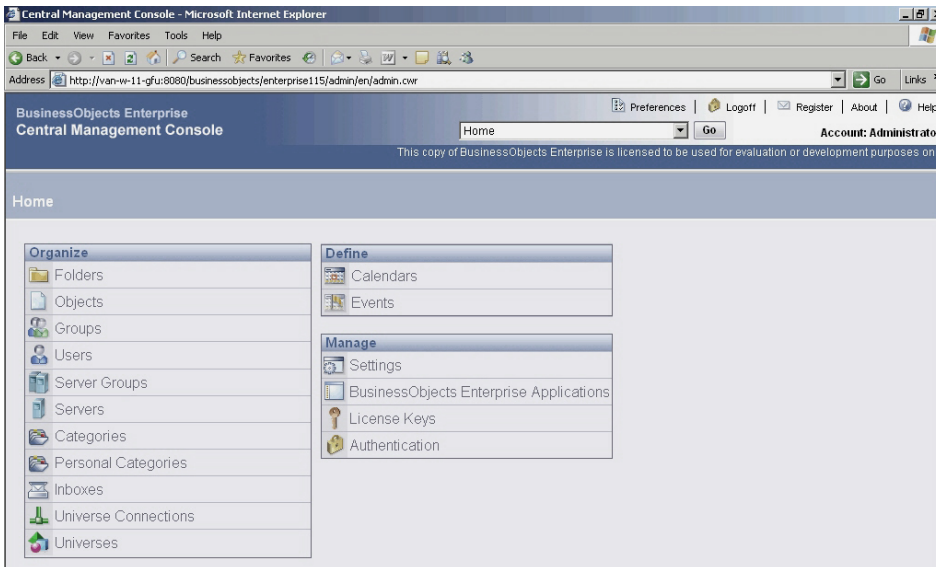 Central Management Console - Microsoft Internet Explorer
File Edit View Favorites Tools Help
Back Search Favorites
Address http://van-w-11-gfu:8080/businessobjects/enterprise115/admin/en/admin.cwr Go Links
BusinessObjects Enterprise
Central Management Console
Preferences | Logoff | Register | About | Help
Home Go
Account: Administrato
This copy of BusinessObjects Enterprise is licensed to be used for evaluation or development purposes on
Home
Organize
Folders
Objects
Groups
Users
Server Groups
Servers
Categories
Personal Categories
Inboxes
Universe Connections
Universes
Define
Calendars
Events
Manage
Settings
BusinessObjects Enterprise Applications
License Keys
Authentication